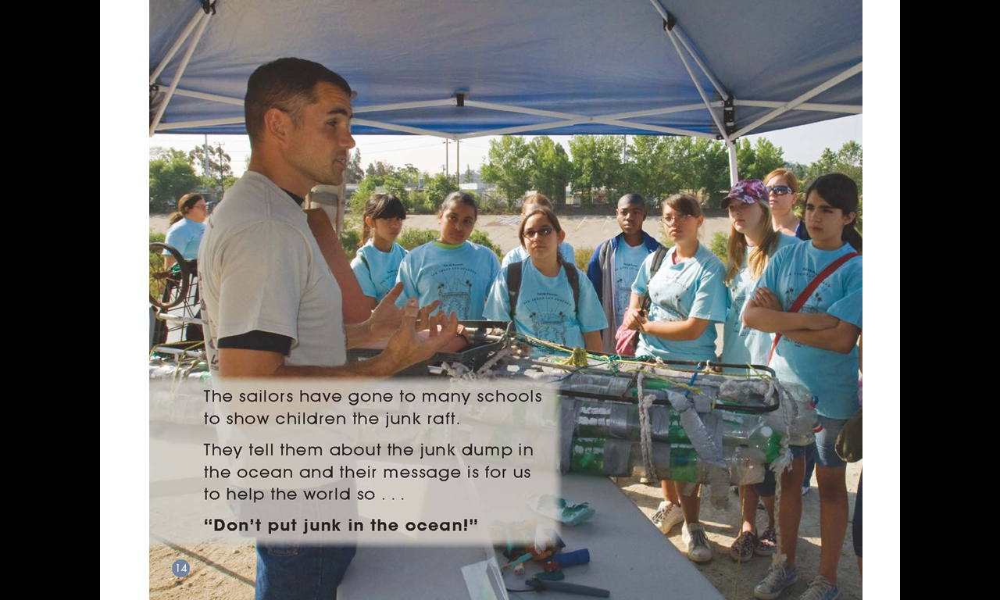 The sailors have gone to many schools
to show children the junk raft.
They tell them about the junk dump in
the ocean and their message is for us
to help the world so . . .
“Don’t put junk in the ocean!”
14